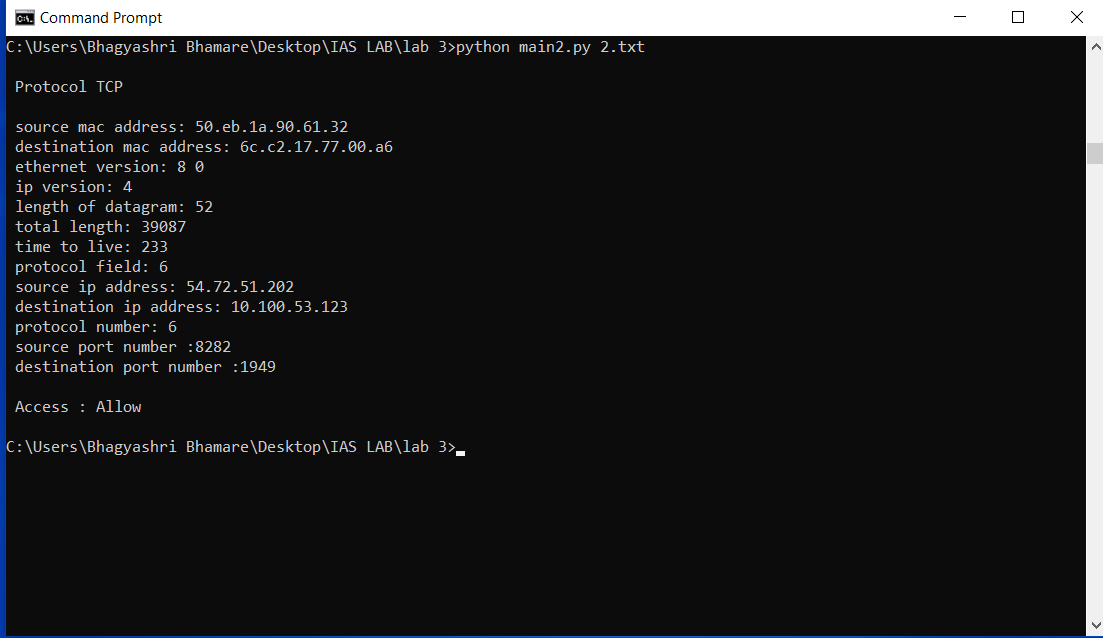 Command Prompt
C:\Users\Bhagyashri Bhamare\Desktop\IAS LAB\lab 3>python main2.py 2.txt
Protocol TCP
source mac address: 50.eb.1a.90.61.32
destination mac address: 6c.c2.17.77.00.a6
ethernet version: 8 0
ip version: 4
length of datagram: 52
total length: 39087
time to live: 233
protocol field: 6
source ip address: 54.72.51.202
destination ip address: 10.100.53.123
protocol number: 6
source port number :8282
destination port number :1949
Access : Allow
C:\Users\Bhagyashri Bhamare\Desktop\IAS LAB\lab 3>